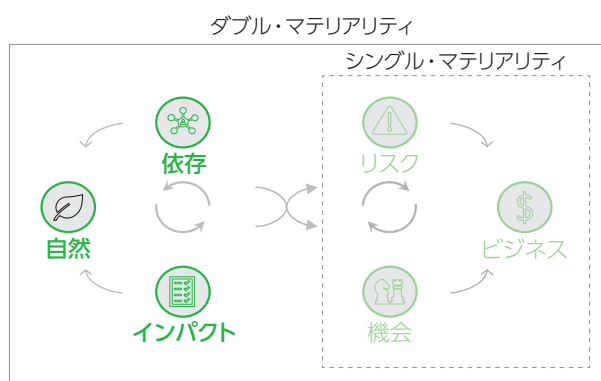 ダブル・マテリアリティ
シングル・マテリアリティ
依存
リスク
自然
ビジネス
インパクト
機会